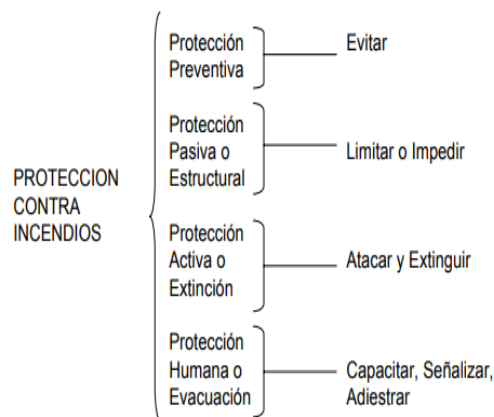 Protección
Preventiva
Evitar
Protección
Pasiva o
Estructural
Limitar o Impedir
PROTECCION
CONTRA
INCENDIOS
Protección
Activa o
Extinción
Atacar y Extinguir
Protección
Humana o
Evacuación
Capacitar, Señalizar,
Adiestrar